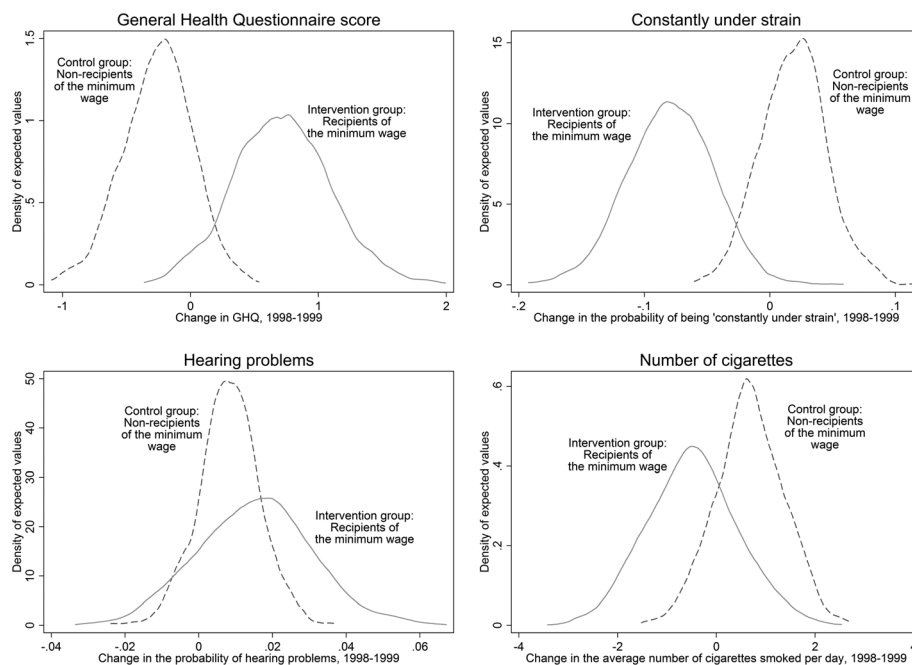 General Health Questionnaire score
Density of expected values
0
.5
1
1.5
Control group:
Non-recipients
of the minimum
wage
Intervention group:
Recipients of
the minimum wage
-1
0
1
2
Change in GHQ, 1998-1999
Constantly under strain
Density of expected values
0
5
10
15
Intervention group:
Recipients of
the minimum wage
Control group:
Non-recipients
of the minimum
wage
-.2
-.1
0
.1
Change in the probability of being 'constantly under strain', 1998-1999
Hearing problems
Density of expected values
0
10
20
30
40
50
Control group:
Non-recipients
of the minimum
wage
Intervention group:
Recipients of
the minimum wage
-.04
-.02
0
.02
.04
.06
Change in the probability of hearing problems, 1998-1999
Number of cigarettes
Density of expected values
0
.2
.4
.6
Intervention group:
Recipients of
the minimum wage
Control group:
Non-recipients
of the minimum
wage
-4
-2
0
2
4
Change in the average number of cigarettes smoked per day, 1998-1999